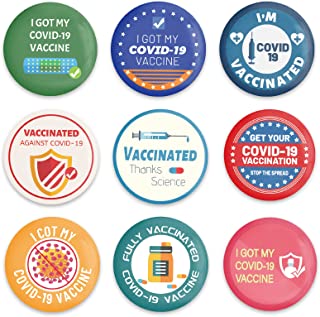 I GOT MY
COVID-19
VACCINE
I GOT MY
COVID-19
VACCINE
I'M
COVID
19
VACCINATED
VACCINATED
AGAINST COVID-19
VACCINATED
Thanks
Science
GET YOUR
COVID-19
VACCINATION
STOP THE SPREAD
I GOT MY
COVID-19 VACCINE
FULLY VACCINATED
COVID-19 VACCINE
I GOT MY
COVID-19
VACCINE